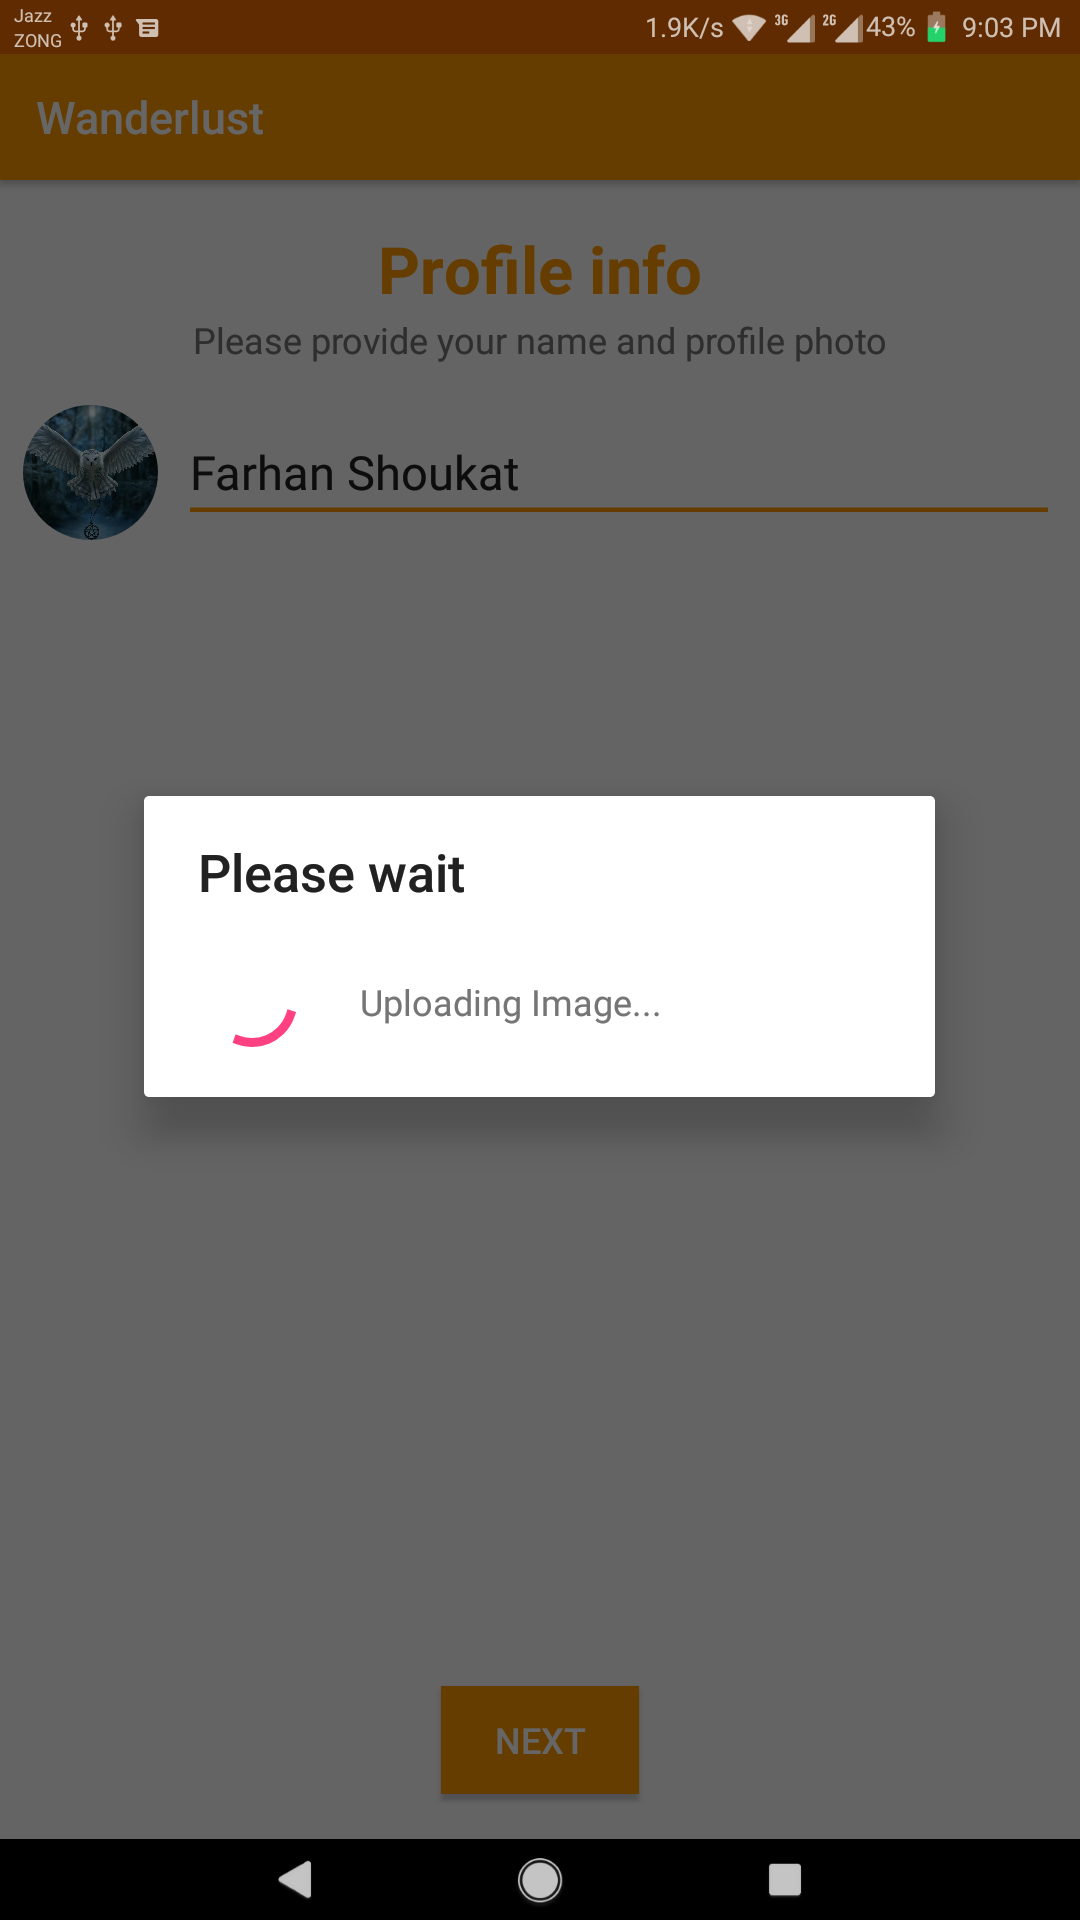 Jazz
ZONG
1.9K/s 3G 2G 43% 9:03 PM
Wanderlust
Profile info
Please provide your name and profile photo
Farhan Shoukat
Please wait
Uploading Image...
NEXT